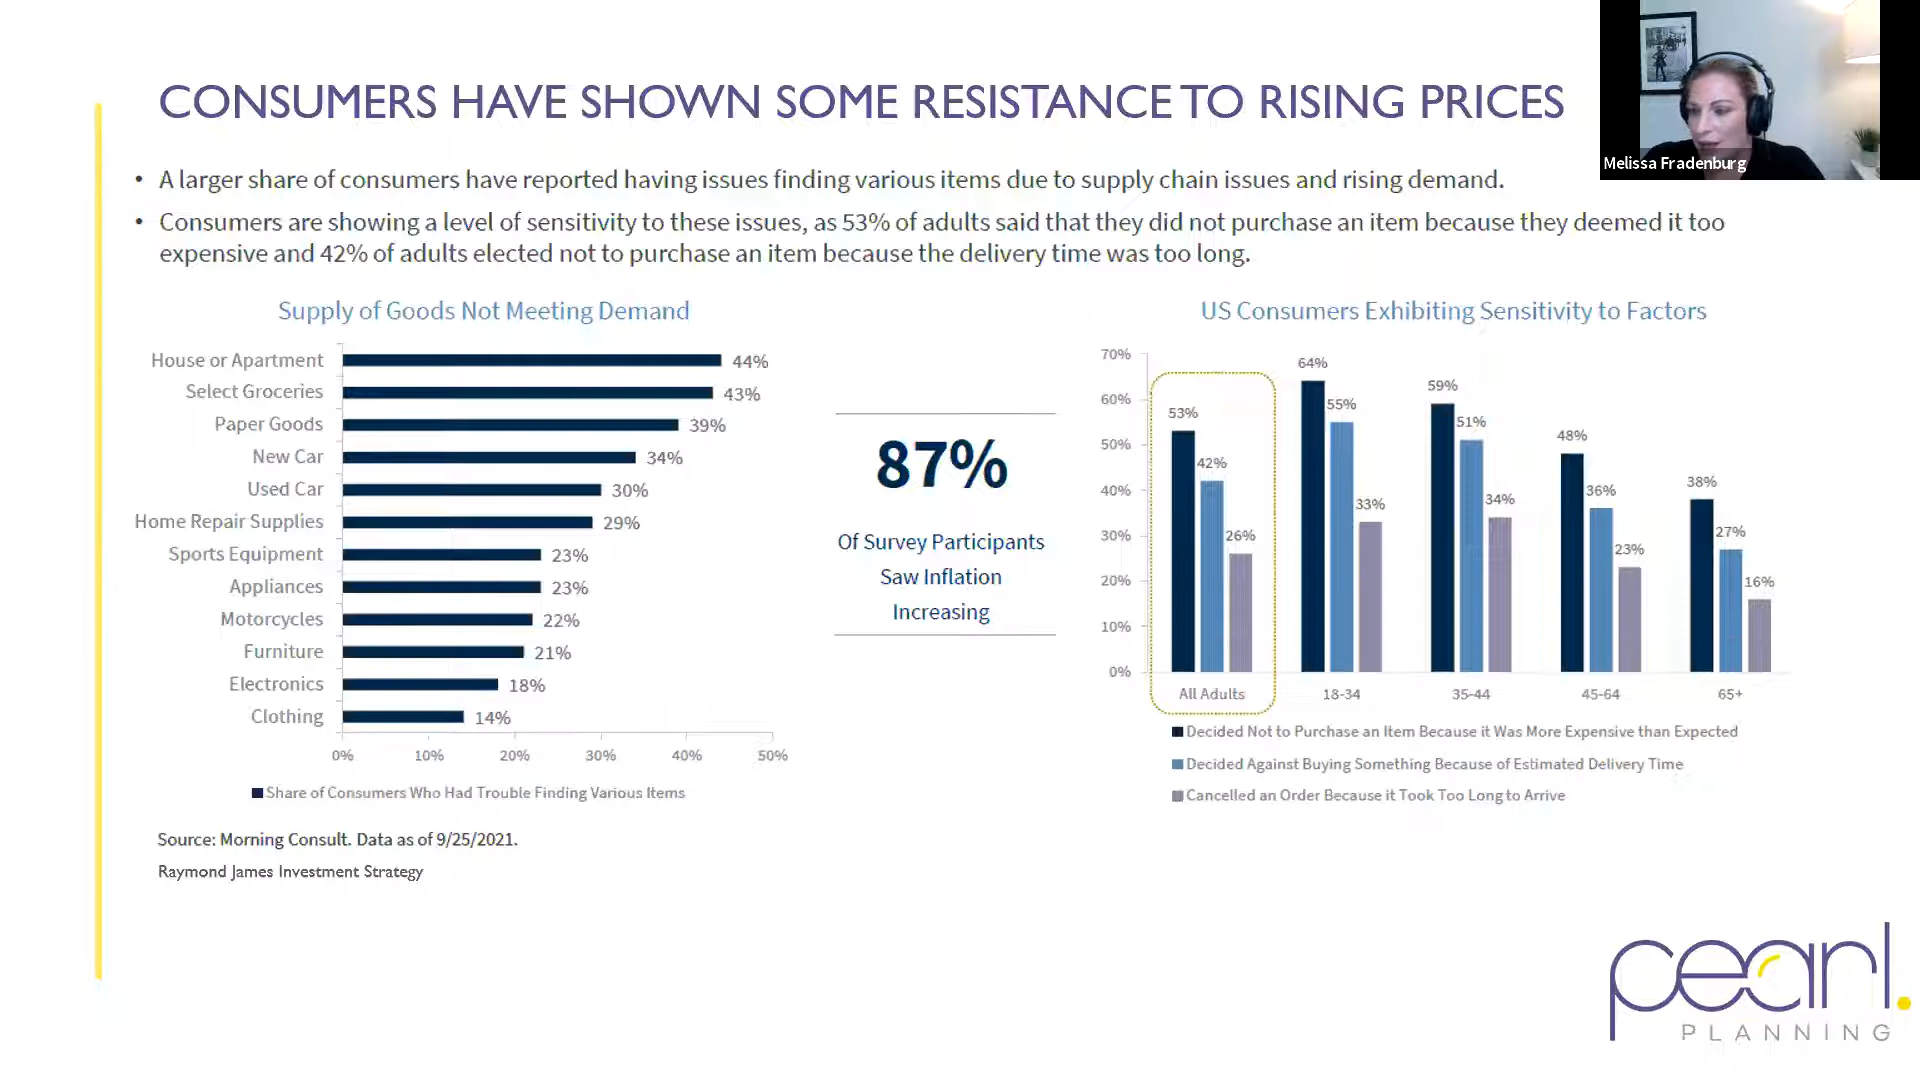 CONSUMERS HAVE SHOWN SOME RESISTANCE TO RISING PRICES
Melissa Fradenburg
• A larger share of consumers have reported having issues finding various items due to supply chain issues and rising demand.
• Consumers are showing a level of sensitivity to these issues, as 53% of adults said that they did not purchase an item because they deemed it too
expensive and 42% of adults elected not to purchase an item because the delivery time was too long.
Supply of Goods Not Meeting Demand
House or Apartment 44%
Select Groceries 43%
Paper Goods 39%
New Car 34%
Used Car 30%
Home Repair Supplies 29%
Sports Equipment 23%
Appliances 23%
Motorcycles 22%
Furniture 21%
Electronics 18%
Clothing 14%
0% 10% 20% 30% 40% 50%
Share of Consumers Who Had Trouble Finding Various Items
87%
Of Survey Participants
Saw Inflation
Increasing
US Consumers Exhibiting Sensitivity to Factors
70%
60%
50%
40%
30%
20%
10%
0%
53% 42% 26%
64% 55% 33%
59% 51% 34%
48% 36% 23%
38% 27% 16%
All Adults 18-34 35-44 45-64 65+
Decided Not to Purchase an Item Because it Was More Expensive than Expected
Decided Against Buying Something Because of Estimated Delivery Time
Cancelled an Order Because it Took Too Long to Arrive
Source: Morning Consult. Data as of 9/25/2021.
Raymond James Investment Strategy
pearl.
PLANNING